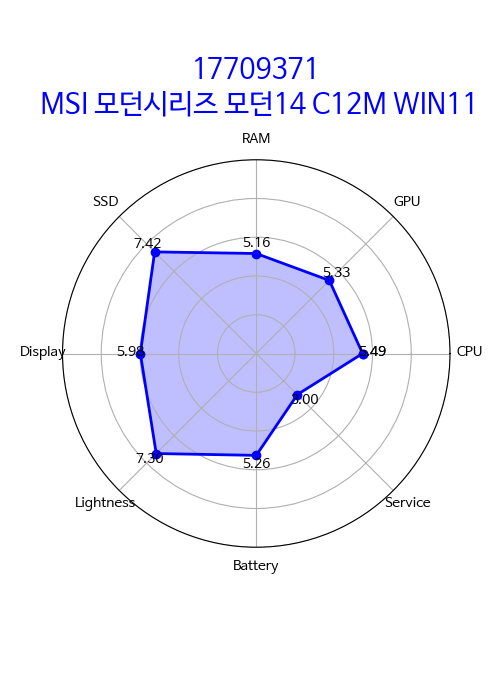 17709371
MSI 모던시리즈 모던14 C12M WIN11
RAM
SSD
GPU
7.42
5.16
5.33
Display
5.98
5.49
CPU
3.00
7.30
5.26
Lightness
Service
Battery